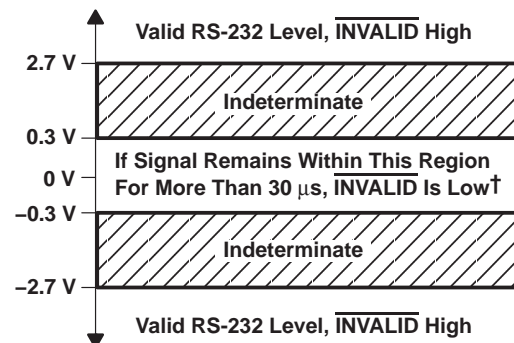 Valid RS-232 Level, INVALID High
2.7 V
Indeterminate
0.3 V
If Signal Remains Within This Region
0 V
For More Than 30 μs, INVALID Is Low†
–0.3 V
Indeterminate
–2.7 V
Valid RS-232 Level, INVALID High